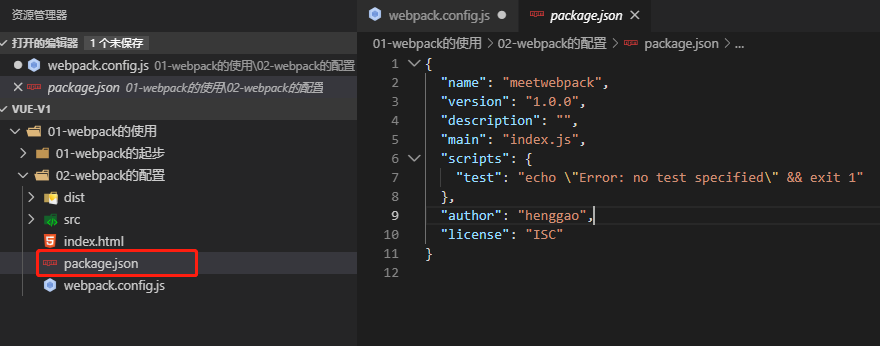 资源管理器
打开的编辑器 1 个未保存
webpack.config.js 01-webpack的使用\02-webpack的配置
package.json 01-webpack的使用\02-webpack的配置
VUE-V1
01-webpack的使用
01-webpack的起步
02-webpack的配置
dist
src
index.html
package.json
webpack.config.js
webpack.config.js package.json
01-webpack的使用 > 02-webpack的配置 > package.json > ...
1 {
2 "name": "meetwebpack",
3 "version": "1.0.0",
4 "description": "",
5 "main": "index.js",
6 "scripts": {
7 "test": "echo \"Error: no test specified\" && exit 1"
8 },
9 "author": "henggao",
10 "license": "ISC"
11 }
12